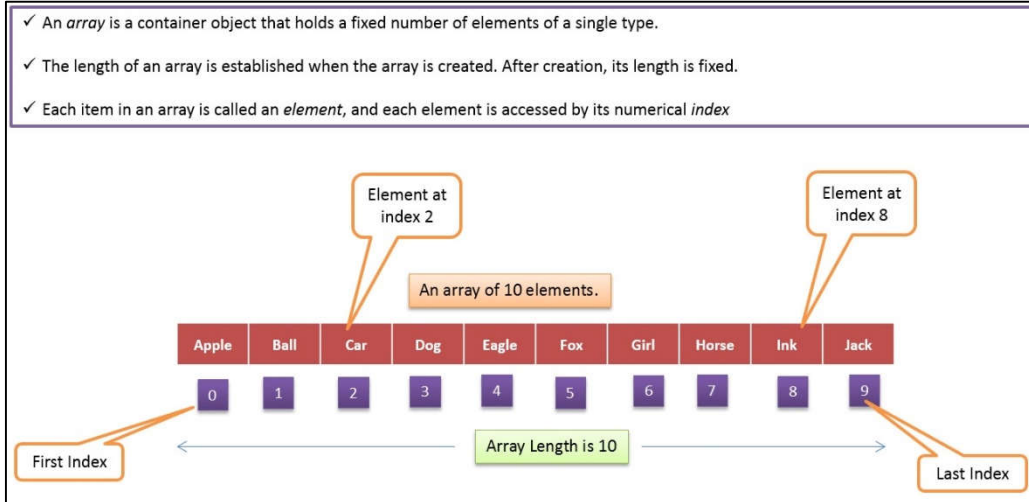 ✓ An array is a container object that holds a fixed number of elements of a single type.
✓ The length of an array is established when the array is created. After creation, its length is fixed.
✓ Each item in an array is called an element, and each element is accessed by its numerical index
Element at
index 2
Element at
index 8
An array of 10 elements.
Apple Ball Car Dog Eagle Fox Girl Horse Ink Jack
0 1 2 3 4 5 6 7 8 9
First Index
Array Length is 10
Last Index